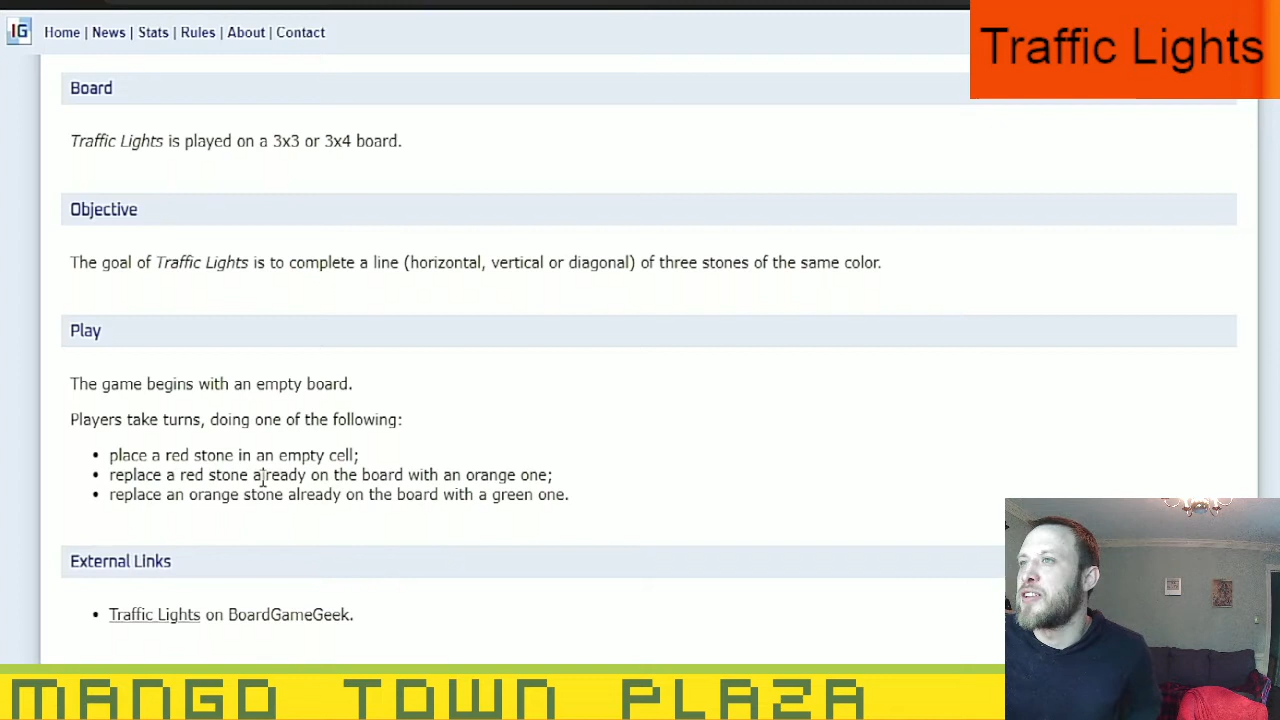 IG Home | News | Stats | Rules | About | Contact
Traffic Lights
Board
Traffic Lights is played on a 3x3 or 3x4 board.
Objective
The goal of Traffic Lights is to complete a line (horizontal, vertical or diagonal) of three stones of the same color.
Play
The game begins with an empty board.
Players take turns, doing one of the following:
• place a red stone in an empty cell;
• replace a red stone already on the board with an orange one;
• replace an orange stone already on the board with a green one.
External Links
• Traffic Lights on BoardGameGeek.
MANGO TOWN PLAZA